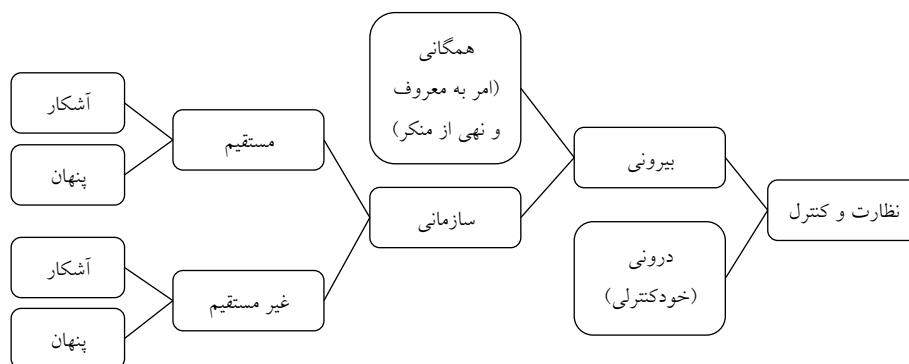 نظارت و کنترل
بیرونی
درونی
(خودکنترلی)
همگانی
(امر به معروف
و نهی از منکر)
سازمانی
مستقیم
غیر مستقیم
آشکار
پنهان
آشکار
پنهان